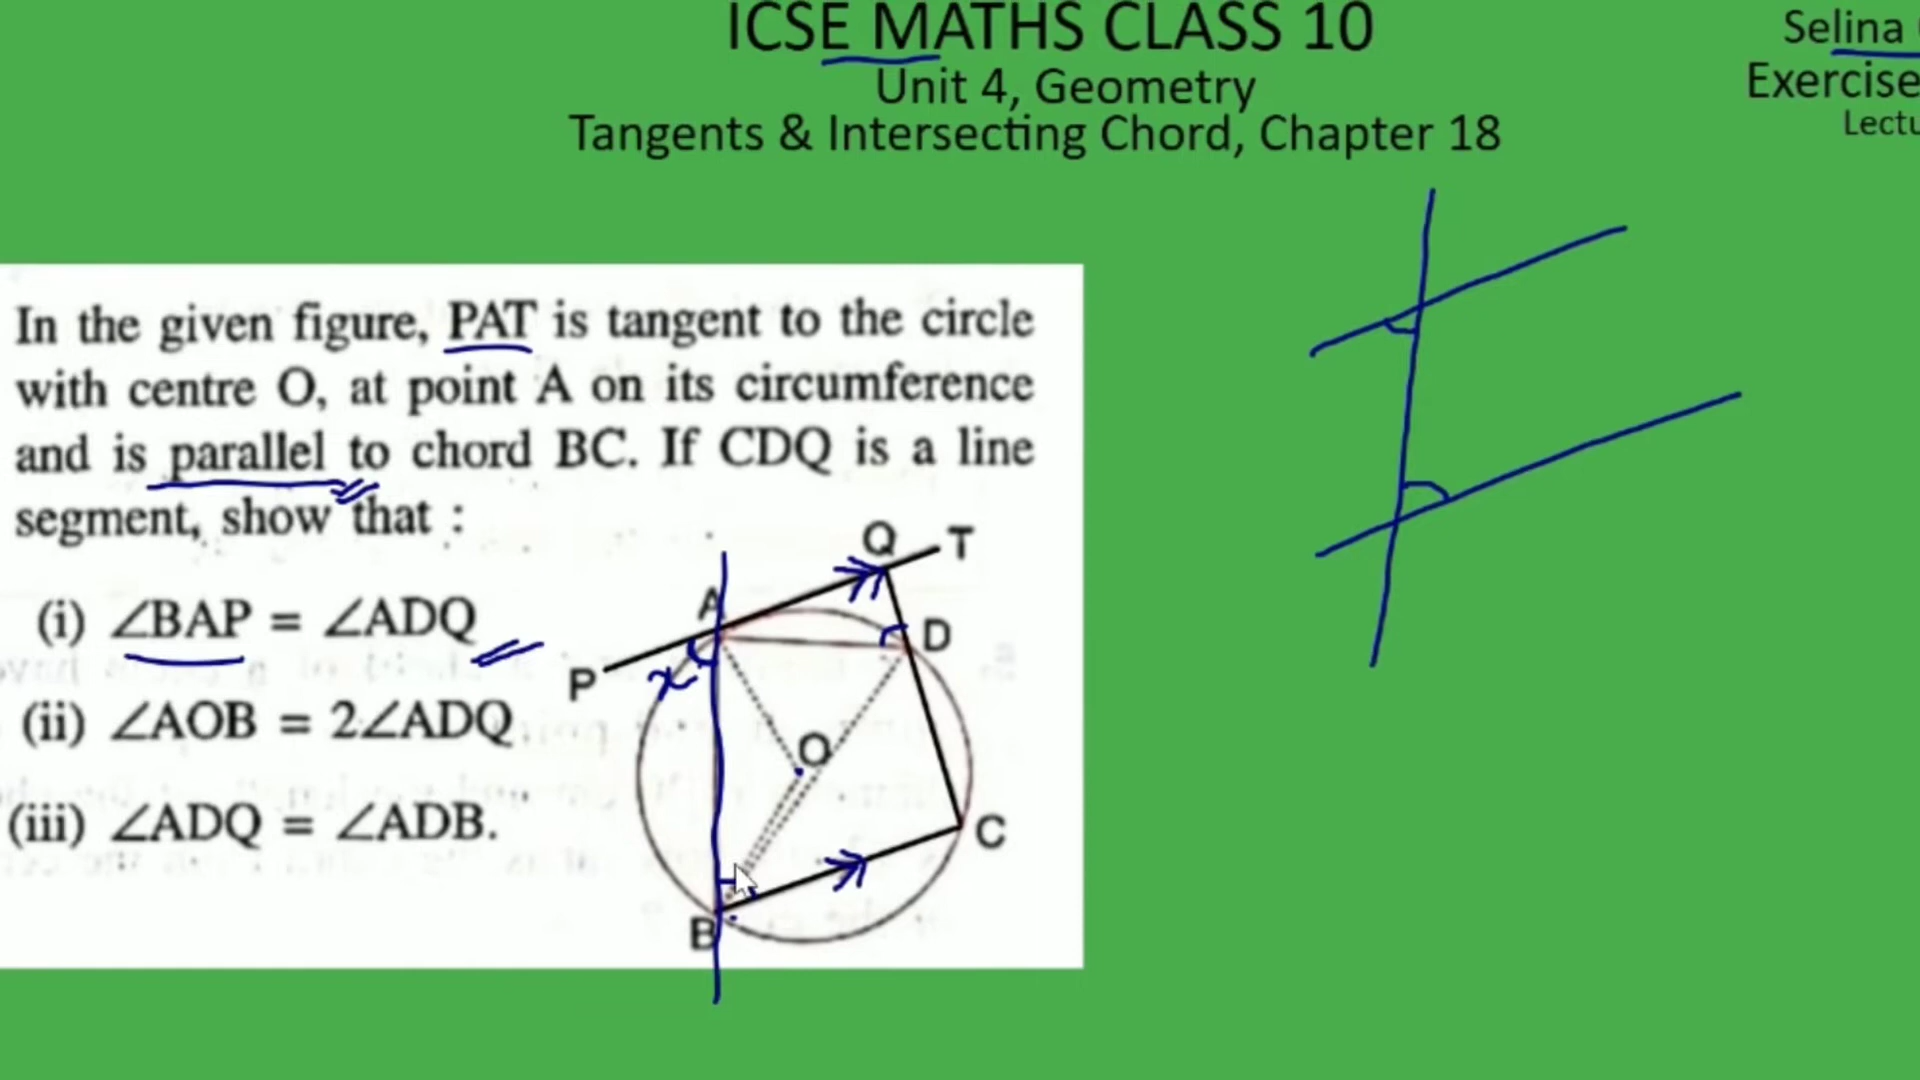 ICSE MATHS CLASS 10
Unit 4, Geometry
Tangents & Intersecting Chord, Chapter 18
Selina
Exercise
In the given figure, PAT is tangent to the circle
with centre O, at point A on its circumference
and is parallel to chord BC. If CDQ is a line
segment, show that :
(i) ∠BAP = ∠ADQ
(ii) ∠AOB = 2∠ADQ
(iii) ∠ADQ = ∠ADB.
Q
T
A
D
P
x
O
C
B